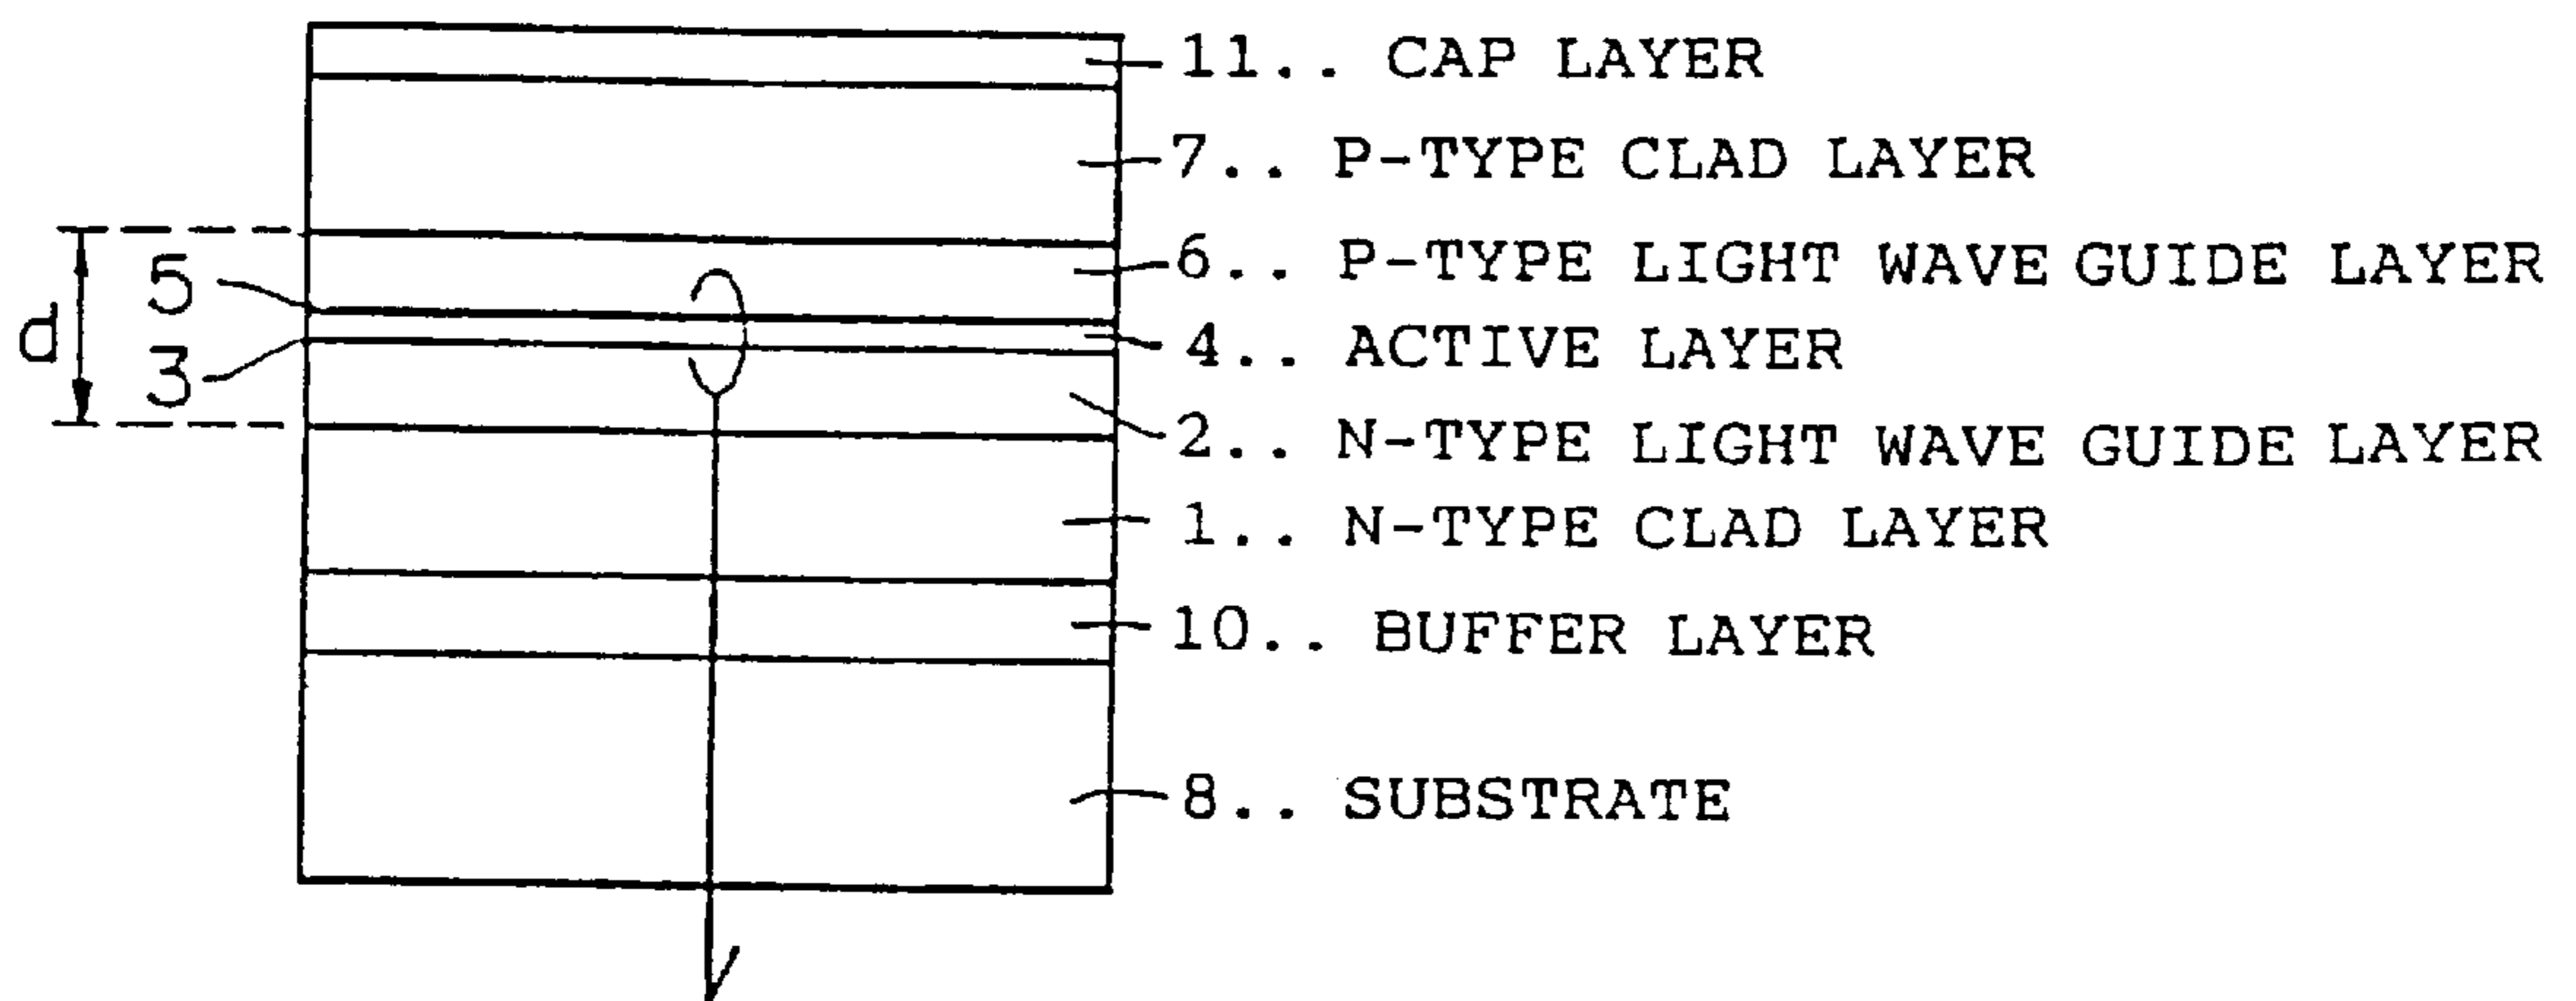 11.. CAP LAYER
7.. P-TYPE CLAD LAYER
6.. P-TYPE LIGHT WAVE GUIDE LAYER
5
4.. ACTIVE LAYER
d
3
2.. N-TYPE LIGHT WAVE GUIDE LAYER
1.. N-TYPE CLAD LAYER
10.. BUFFER LAYER
8.. SUBSTRATE